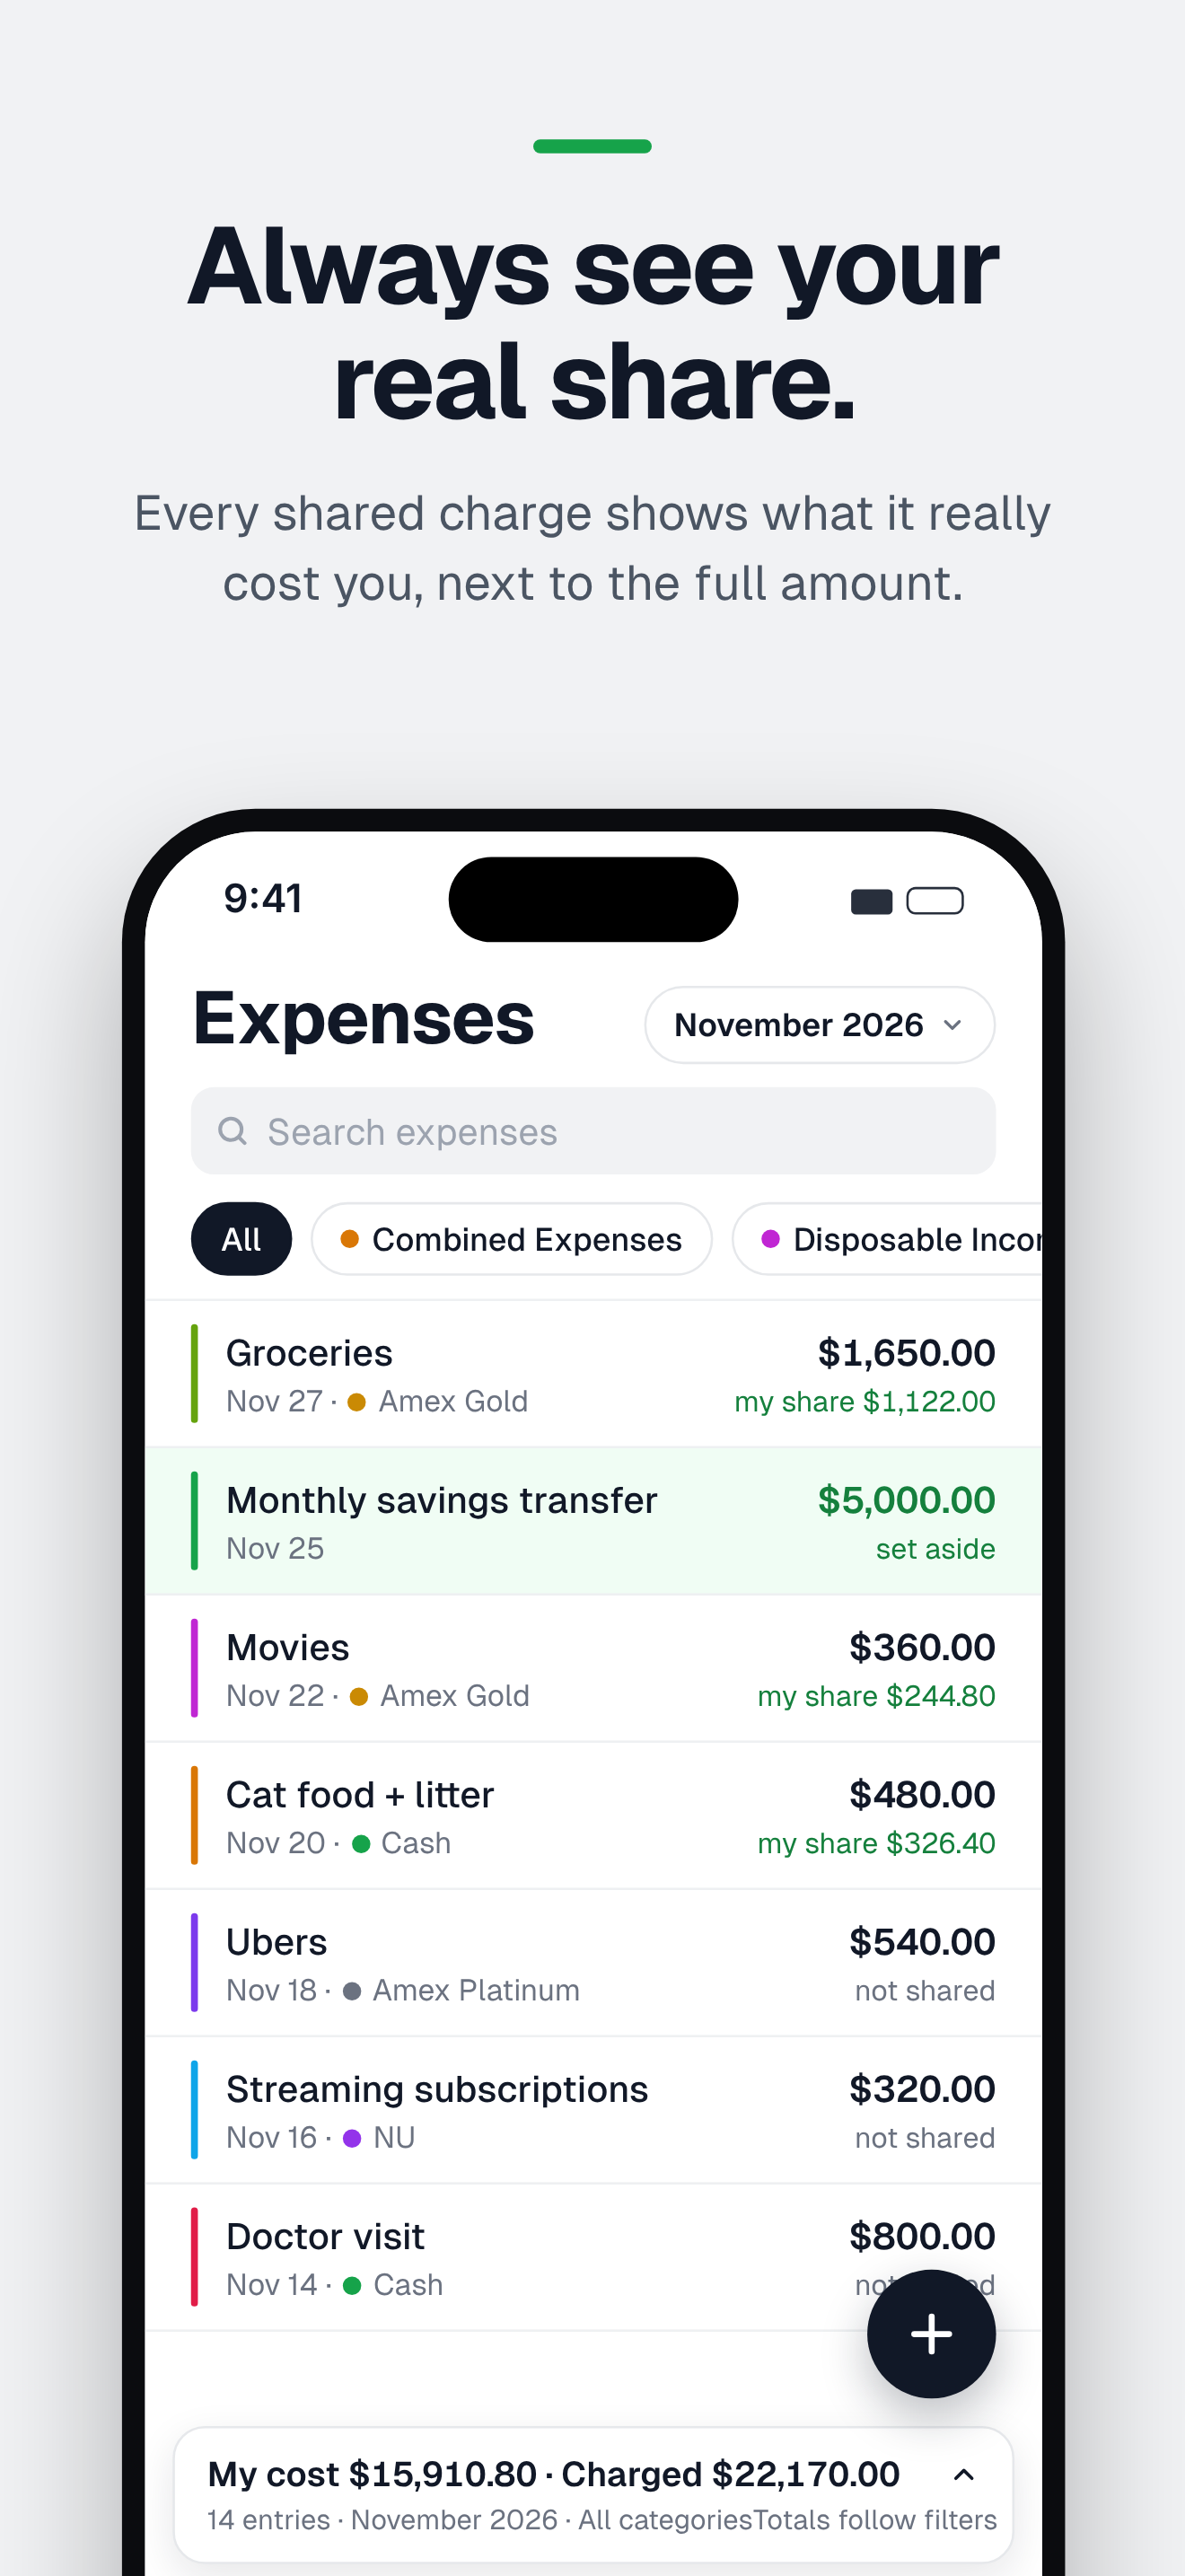 Always see your
real share.
Every shared charge shows what it really
cost you, next to the full amount.
9:41
Expenses
November 2026
Search expenses
All
Combined Expenses
Disposable Incor
Groceries
$1,650.00
Nov 27 · Amex Gold
my share $1,122.00
Monthly savings transfer
$5,000.00
Nov 25
set aside
Movies
$360.00
Nov 22 · Amex Gold
my share $244.80
Cat food + litter
$480.00
Nov 20 · Cash
my share $326.40
Ubers
$540.00
Nov 18 · Amex Platinum
not shared
Streaming subscriptions
$320.00
Nov 16 · NU
not shared
Doctor visit
$800.00
Nov 14 · Cash
My cost $15,910.80 · Charged $22,170.00
14 entries · November 2026 · All categoriesTotals follow filters